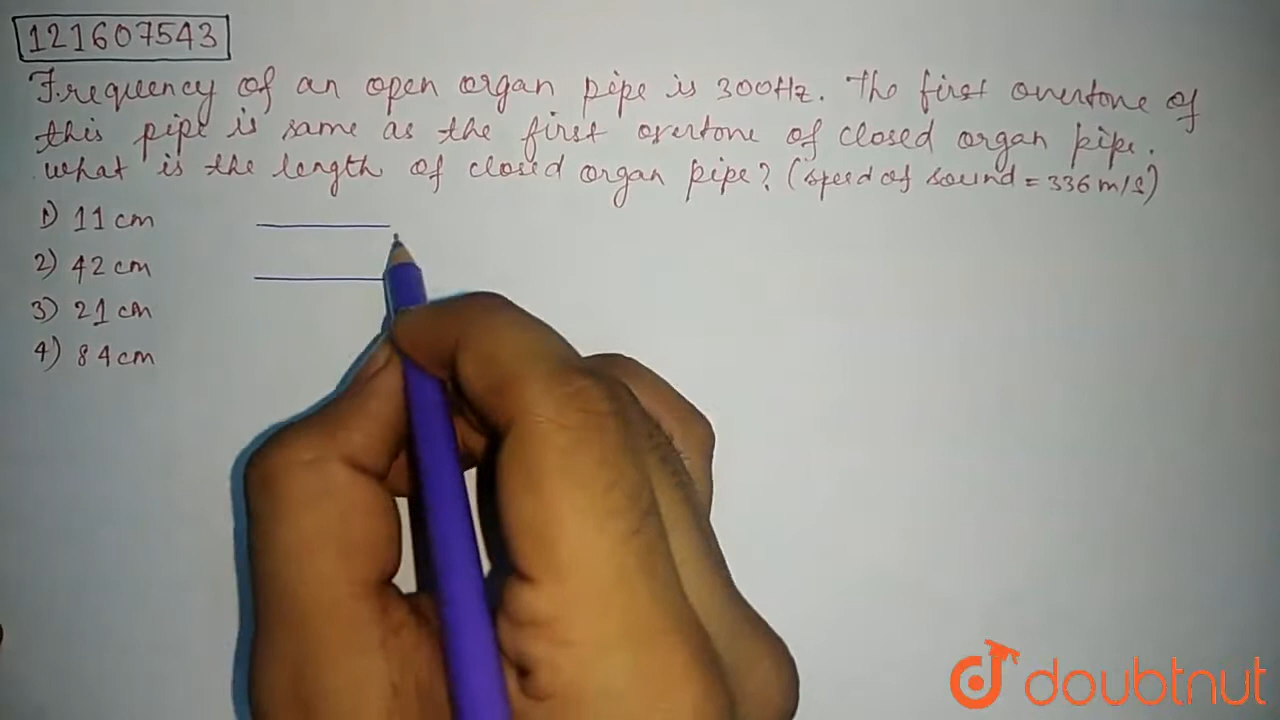 121607543
Frequency of an open organ pipe is 300Hz. The first overtone of
this pipe is same as the first overtone of closed organ pipe.
what is the length of closed organ pipe? (speed of sound = 336 m/s)
1) 11 cm
2) 42 cm
3) 21 cm
4) 84 cm
doubtnut